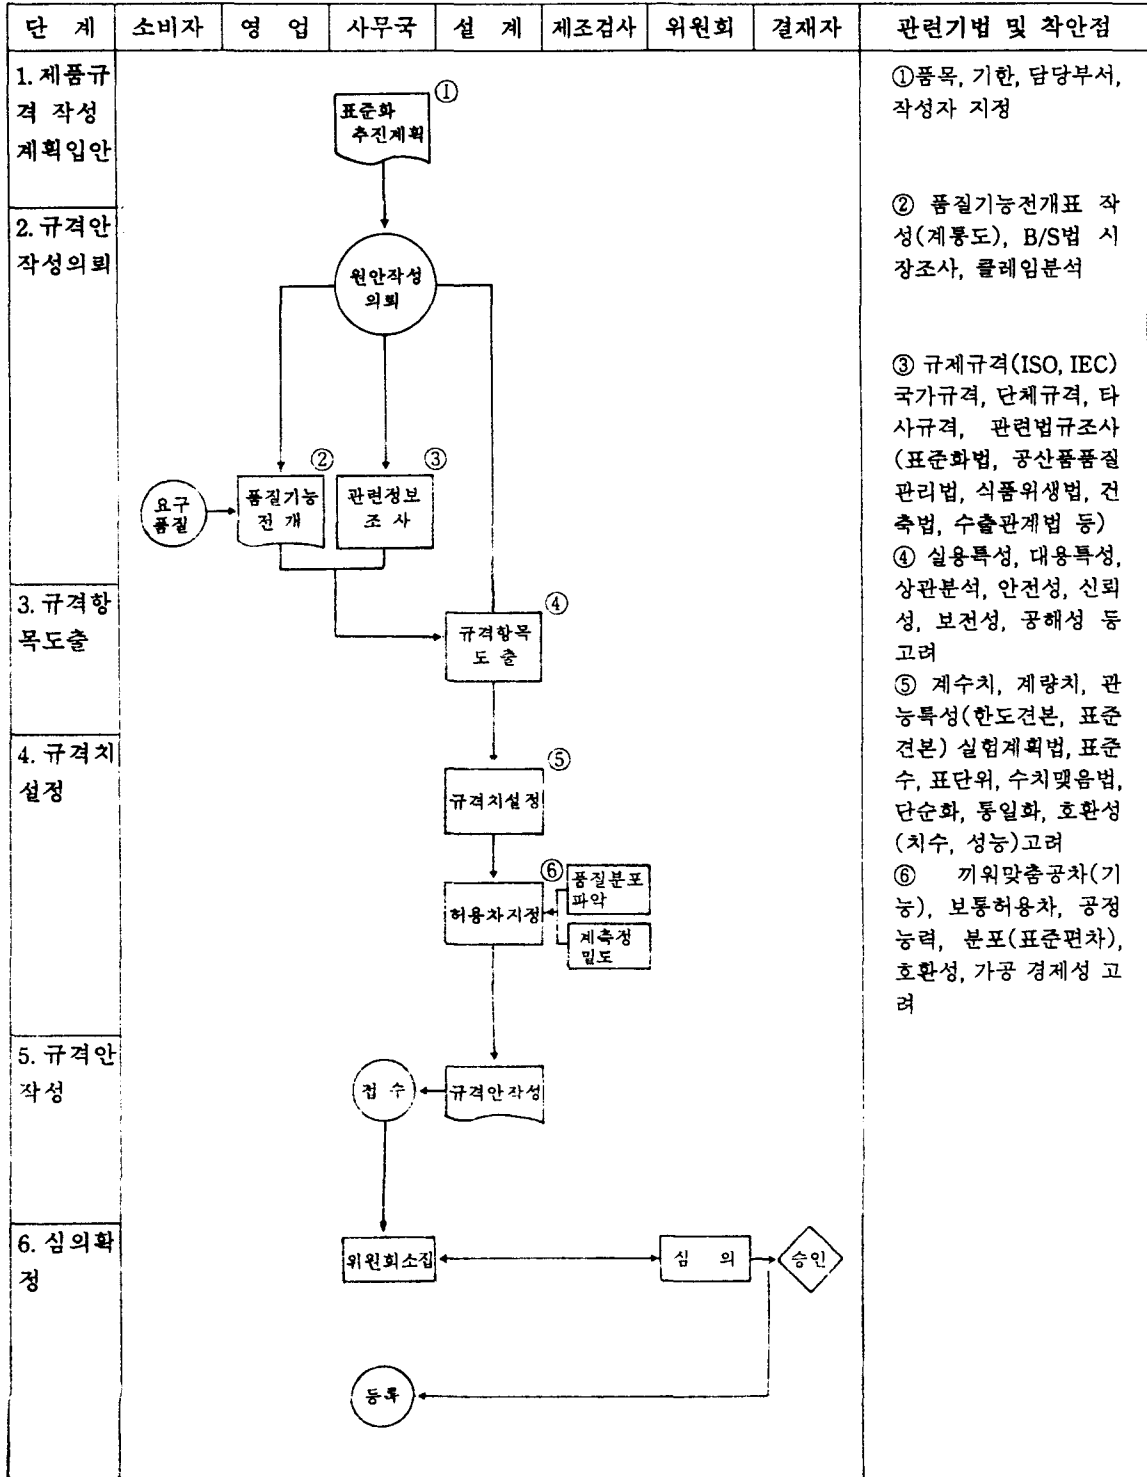 단 계 소비자 영 업 사무국 설 계 제조검사 위원회 결재자 관련기법 및 착안점
1. 제품규
격 작성
계획입안
표준화
추진계획
①
①품목, 기한, 담당부서,
작성자 지정
2. 규격안
작성의뢰
원안작성
의뢰
② 품질기능전개표 작
성(계통도), B/S법 시
장조사, 클레임분석
요구
품질
②
품질기능
전 개
③
관련정보
조 사
③ 규제규격(ISO, IEC)
국가규격, 단체규격, 타
사규격, 관련법규조사
(표준화법, 공산품품질
관리법, 식품위생법, 건
축법, 수출관계법 등)
3. 규격항
목도출
④
규격항목
도 출
④ 실용특성, 대용특성,
상관분석, 안전성, 신뢰
성, 보전성, 공해성 등
고려
4. 규격치
설정
⑤
규격치설정
⑤ 계수치, 계량치, 관
능특성(한도견본, 표준
견본) 실험계획법, 표준
수, 표단위, 수치맺음법,
단순화, 통일화, 호환성
(치수, 성능)고려
⑥
허용차지정
품질분포
파악
계측정
밀도
⑥ 끼워맞춤공차(기
능), 보통허용차, 공정
능력, 분포(표준편차),
호환성, 가공 경제성 고
려
5. 규격안
작성
접 수
규격안작성
6. 심의확
정
위원회소집
심 의
승인
등록